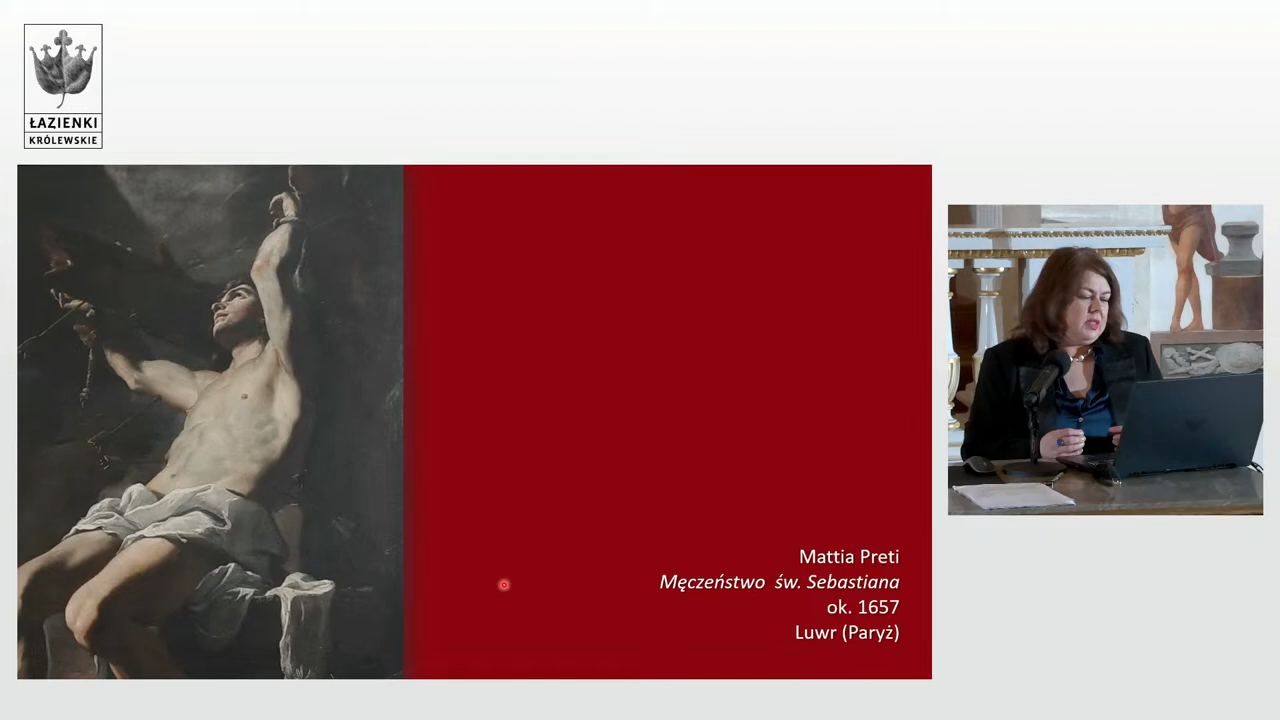 ŁAZIENKI
KRÓLEWSKIE
Mattia Preti
Męczeństwo św. Sebastiana
ok. 1657
Luwr (Paryż)